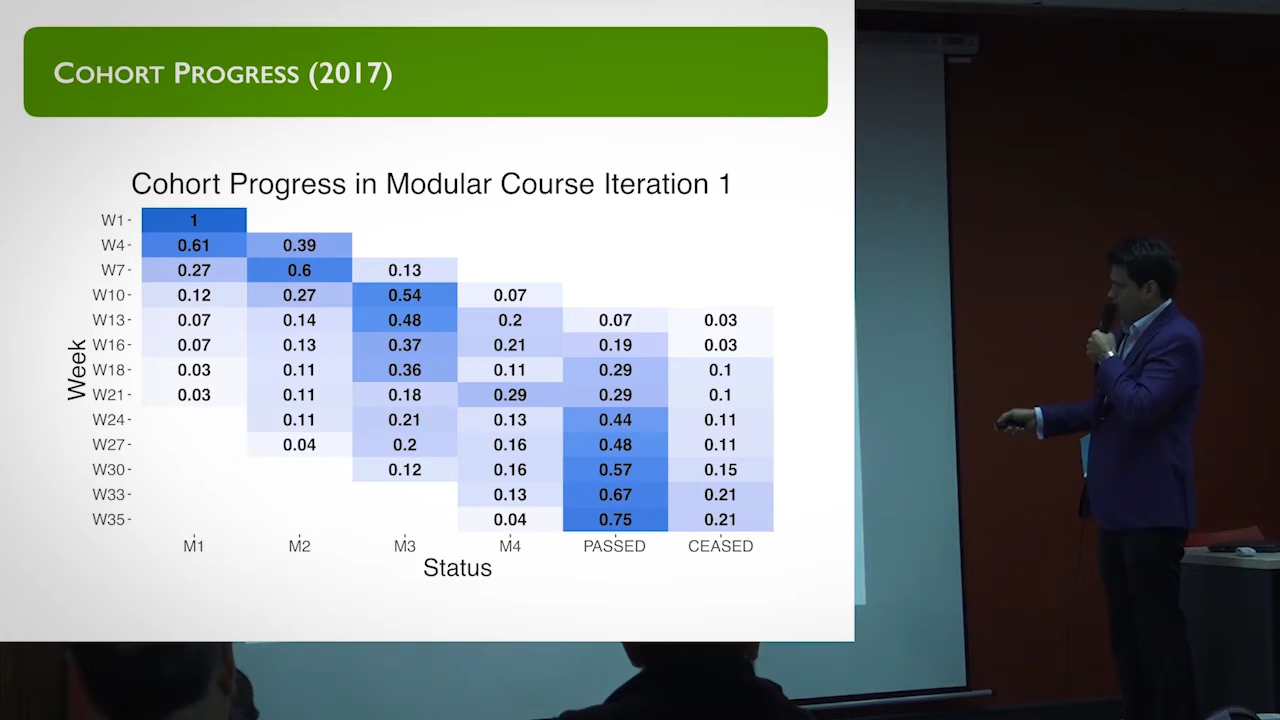 COHORT PROGRESS (2017)
Cohort Progress in Modular Course Iteration 1
W1 1
W4 0.61 0.39
W7 0.27 0.6 0.13
W10 0.12 0.27 0.54 0.07
W13 0.07 0.14 0.48 0.2 0.07 0.03
W16 0.07 0.13 0.37 0.21 0.19 0.03
W18 0.03 0.11 0.36 0.11 0.29 0.1
W21 0.03 0.11 0.18 0.29 0.29 0.1
W24 0.11 0.21 0.13 0.44 0.11
W27 0.04 0.2 0.16 0.48 0.11
W30 0.12 0.16 0.57 0.15
W33 0.13 0.67 0.21
W35 0.04 0.75 0.21
Week
M1 M2 M3 M4 PASSED CEASED
Status